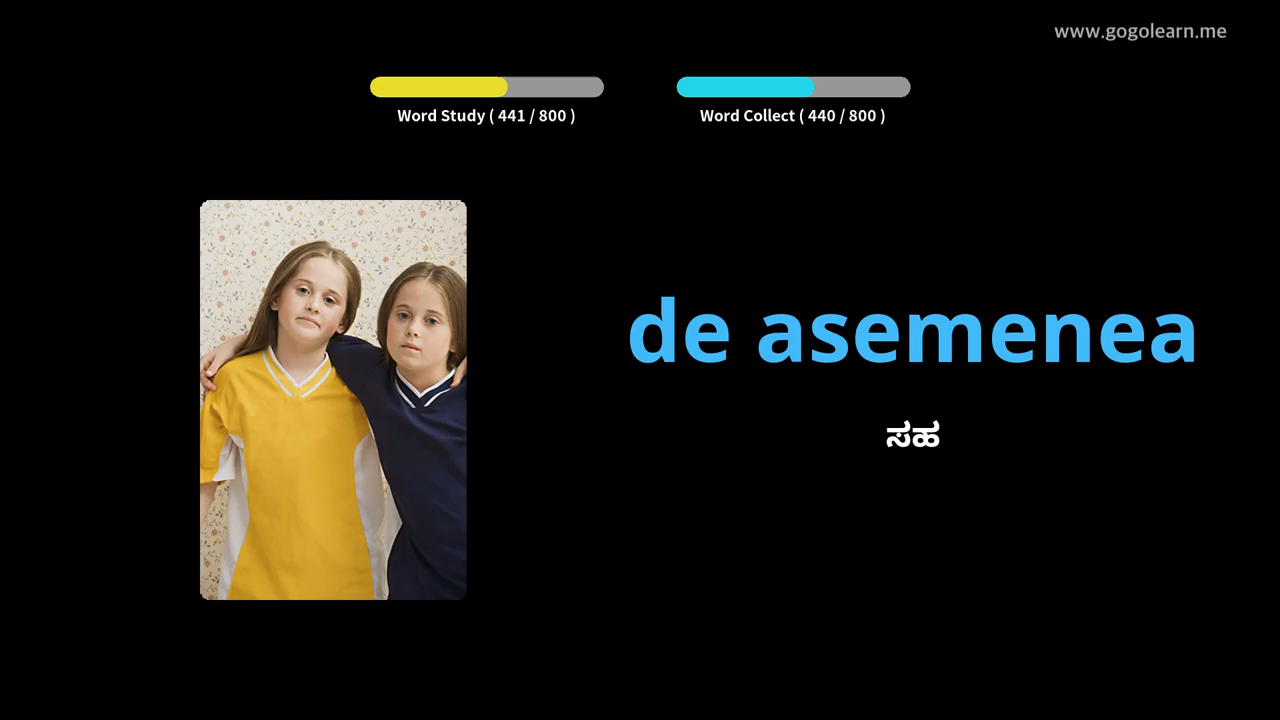 www.gogolearn.me
Word Study ( 441 / 800 )
Word Collect ( 440 / 800 )
de asemenea
ಸಹ